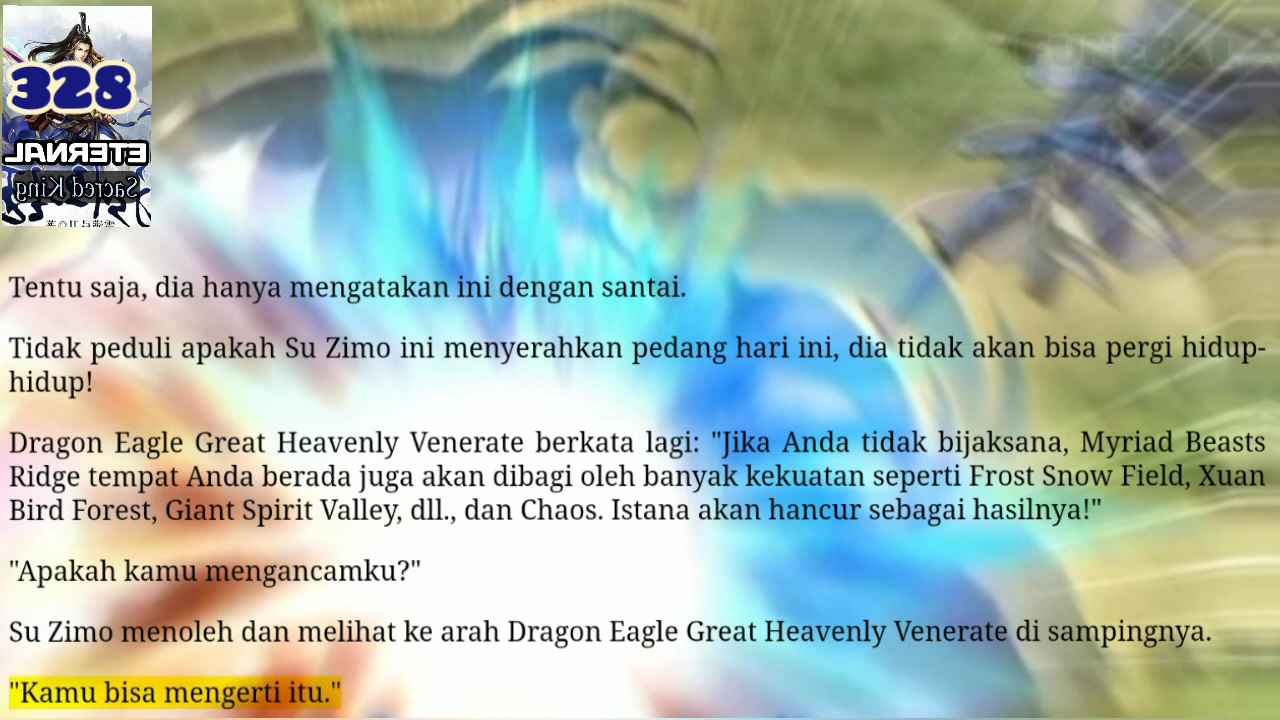 328
ETERNAL
Sacred King
FUNERAL
Tentu saja, dia hanya mengatakan ini dengan santai.
Tidak peduli apakah Su Zimo ini menyerahkan pedang hari ini, dia tidak akan bisa pergi hidup-
hidup!
Dragon Eagle Great Heavenly Venerate berkata lagi: "Jika Anda tidak bijaksana, Myriad Beasts
Ridge tempat Anda berada juga akan dibagi oleh banyak kekuatan seperti Frost Snow Field, Xuan
Bird Forest, Giant Spirit Valley, dll., dan Chaos. Istana akan hancur sebagai hasilnya!"
"Apakah kamu mengancamku?"
Su Zimo menoleh dan melihat ke arah Dragon Eagle Great Heavenly Venerate di sampingnya.
"Kamu bisa mengerti itu."